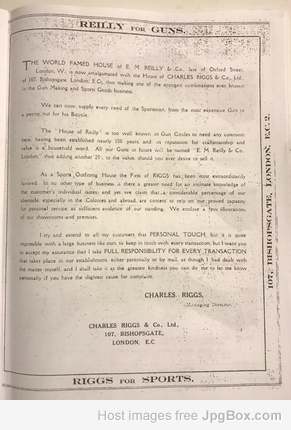 REILLY FOR GUNS.
THE WORLD FAMED HOUSE of E. M. REILLY & Co., late of Oxford Street,
London, W., is now amalgamated with the House of CHARLES RIGGS & Co., Ltd.
of 107, Bishopsgate, London, E.C., thus making one of the strongest combinations ever known
in the Gun Making and Sports Goods business.
We can now supply every need of the Sportsman, from the most expensive Gun to
a penny nut for his Bicycle.
The "House of Reilly" is too well known in Gun Circles to need any comment
here, having been established nearly 100 years, and its reputation for craftsmanship and
value is a household word. All our Guns in future will be named "E. M. Reilly & Co.,
London," thus adding another 25% to the value, should you ever desire to sell it.
As a Sports Outfitting House the Firm of RIGGS has been most extraordinarily
favored. In no other type of business is there a greater need for an intimate knowledge of
the customer's individual tastes, and yet we claim that a considerable percentage of our
clientele, especially in the Colonies and abroad, are content to rely on our proved capacity
for personal service as sufficient evidence of our standing. We enclose a few illustrations
of our showrooms and premises.
I try and extend to all my customers that PERSONAL TOUCH, but it is quite
impossible with a large business like ours to keep in touch with every transaction, but I want you
to accept my assurance that I take FULL RESPONSIBILITY FOR EVERY TRANSACTION
that takes place in our establishment either personally or by mail, as though I had dealt with
the matter myself, and I shall take it as the greatest kindness you can do me to let me know
personally if you have the slightest cause for complaint.
CHARLES RIGGS,
Managing Director.
CHARLES RIGGS & Co., Ltd.,
107, BISHOPSGATE,
LONDON, E.C
RIGGS FOR SPORTS.
107, BISHOPSGATE, LONDON, E.C.2.
Host images free JpgBox.com